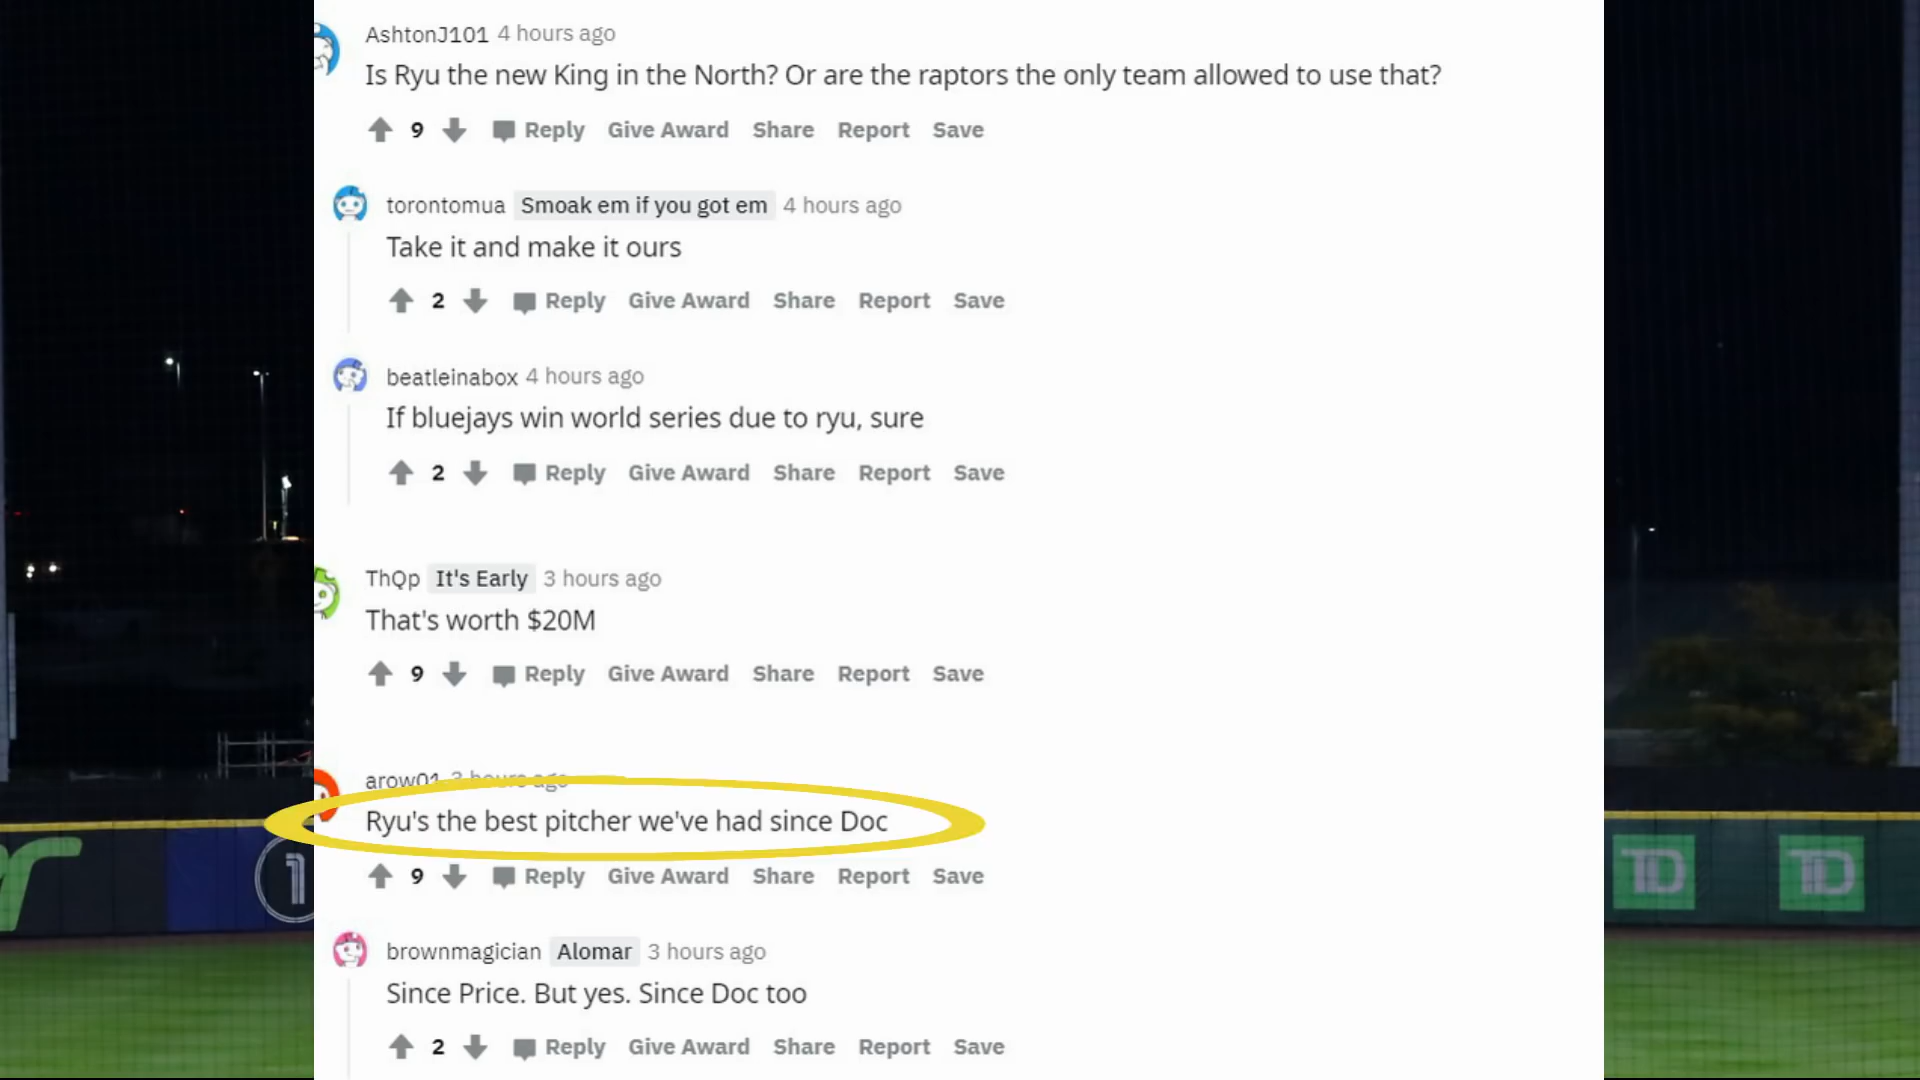 AshtonJ101 4 hours ago
Is Ryu the new King in the North? Or are the raptors the only team allowed to use that?
9 Reply Give Award Share Report Save
torontomua Smoak em if you got em 4 hours ago
Take it and make it ours
2 Reply Give Award Share Report Save
beatleinabox 4 hours ago
If bluejays win world series due to ryu, sure
2 Reply Give Award Share Report Save
ThQp It's Early 3 hours ago
That's worth $20M
9 Reply Give Award Share Report Save
arow01 3 hours ago
Ryu's the best pitcher we've had since Doc
9 Reply Give Award Share Report Save
1
TD
TD
brownmagician Alomar 3 hours ago
Since Price. But yes. Since Doc too
2 Reply Give Award Share Report Save